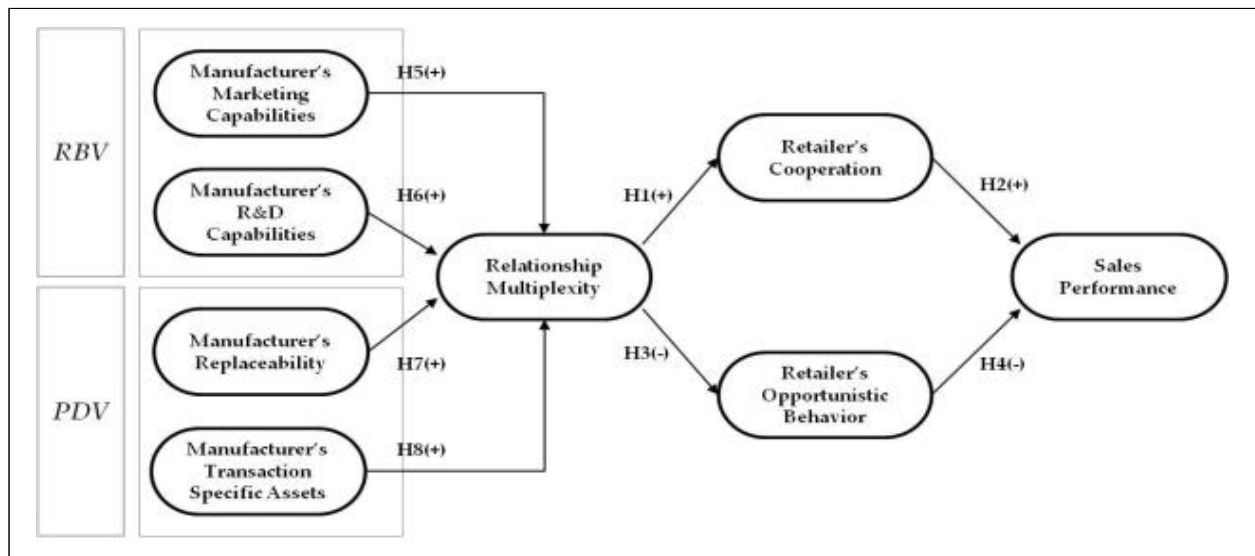 RBV
Manufacturer's
Marketing
Capabilities
H5(+)
Manufacturer's
R&D
Capabilities
H6(+)
PDV
Manufacturer's
Replaceability
H7(+)
Manufacturer's
Transaction
Specific Assets
H8(+)
Relationship
Multiplexity
H1(+)
Retailer's
Cooperation
H2(+)
H3(-)
Retailer's
Opportunistic
Behavior
H4(-)
Sales
Performance